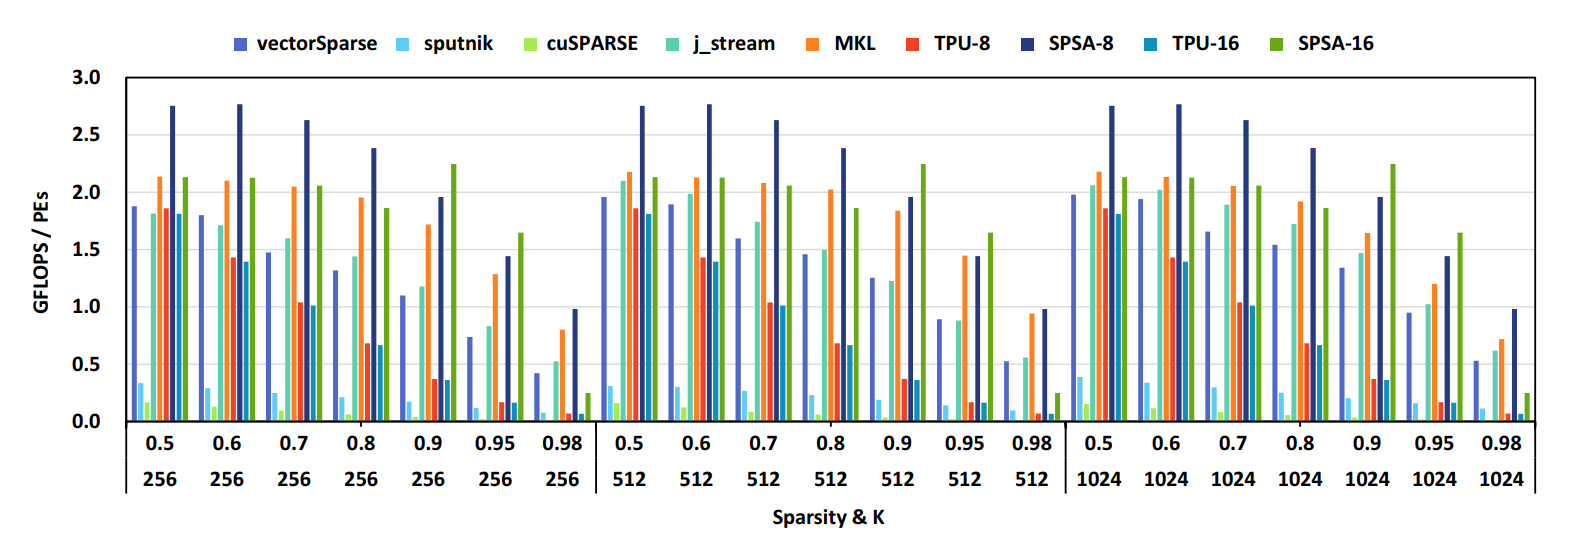 vectorSparse sputnik cuSPARSE j_stream MKL TPU-8 SPSA-8 TPU-16 SPSA-16
3.0
2.5
2.0
1.5
1.0
0.5
0.0
GFLOPS / PEs
0.5 0.6 0.7 0.8 0.9 0.95 0.98 0.5 0.6 0.7 0.8 0.9 0.95 0.98 0.5 0.6 0.7 0.8 0.9 0.95 0.98
256 256 256 256 256 256 256 512 512 512 512 512 512 512 1024 1024 1024 1024 1024 1024 1024
Sparsity & K